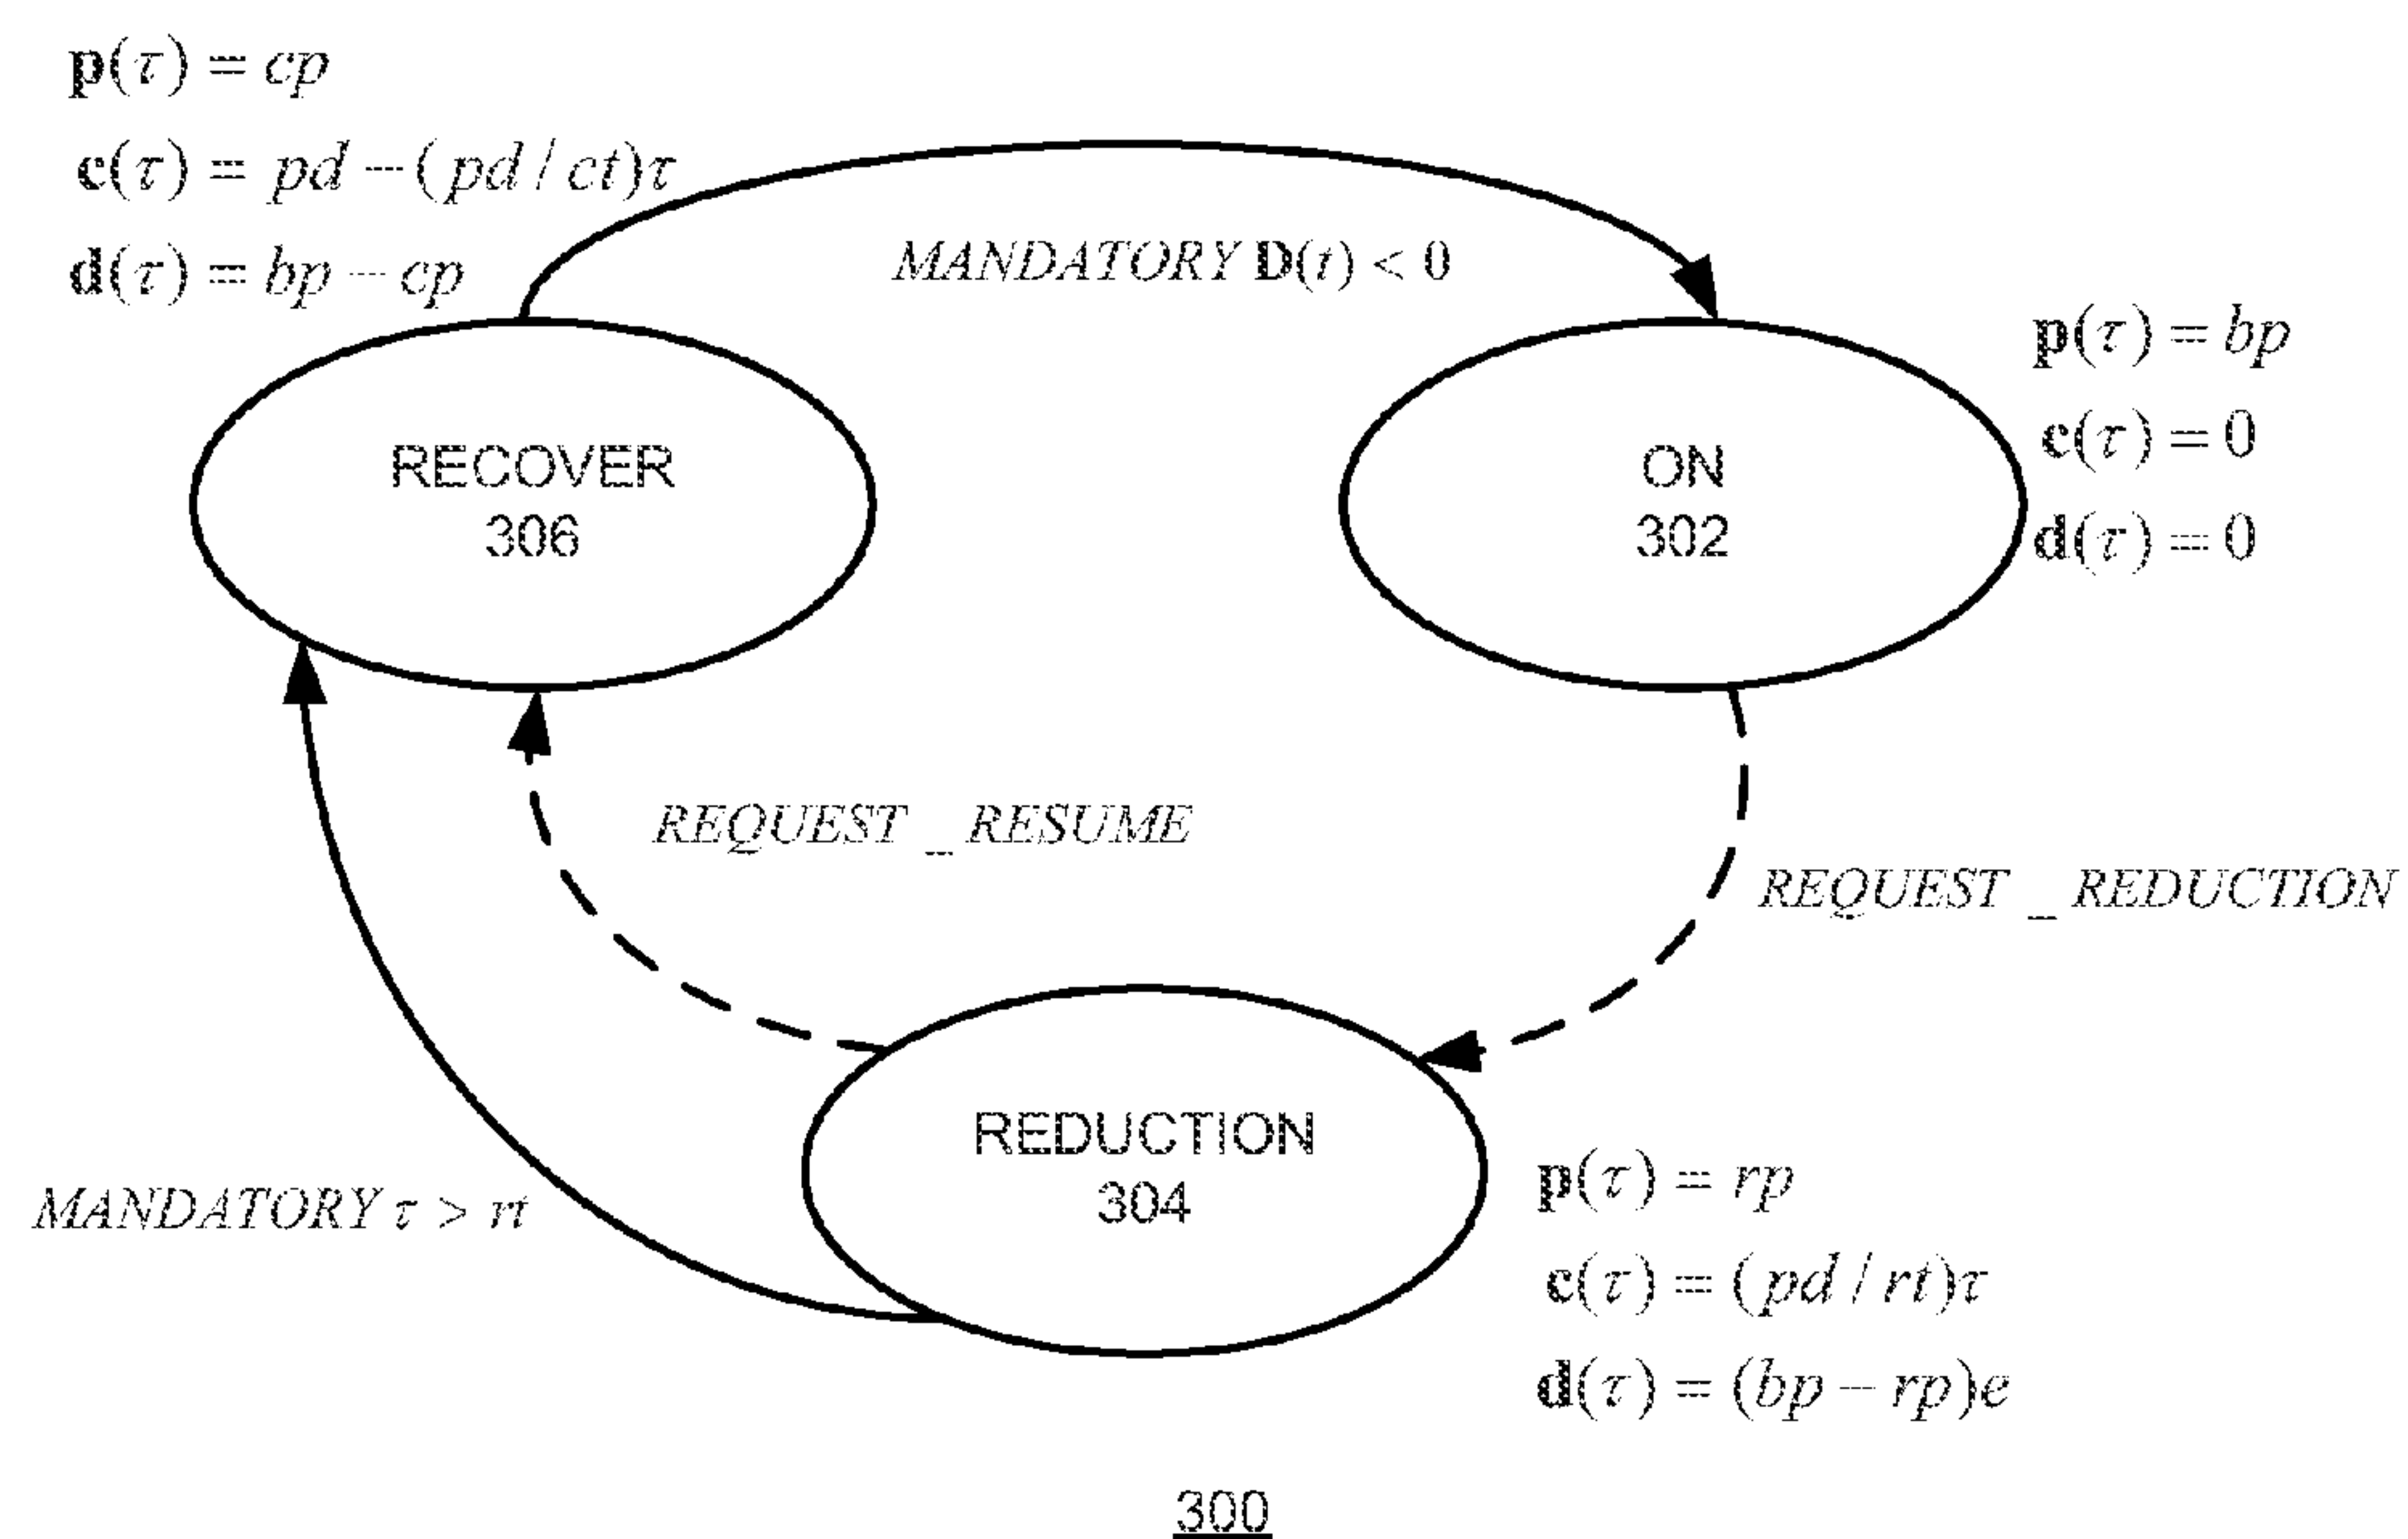 p(τ) = cp
c(τ) = pd − (pd / ct)τ
d(τ) = bp − cp
MANDATORY D(t) < 0
p(τ) = bp
c(τ) = 0
d(τ) = 0
RECOVER
306
ON
302
REQUEST _ RESUME
REQUEST _ REDUCTION
MANDATORY τ > rt
REDUCTION
304
p(τ) = rp
c(τ) = (pd / rt)τ
d(τ) = (bp − rp)e
300